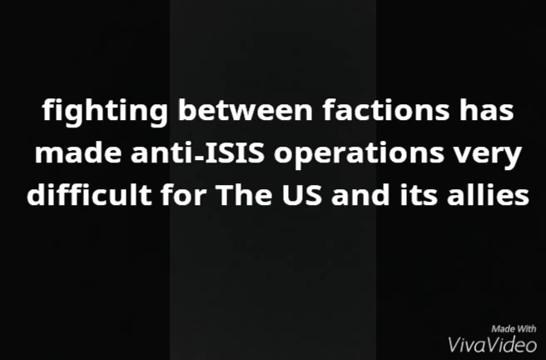 fighting between factions has
made anti-ISIS operations very
difficult for The US and its allies
Made With
VivaVideo